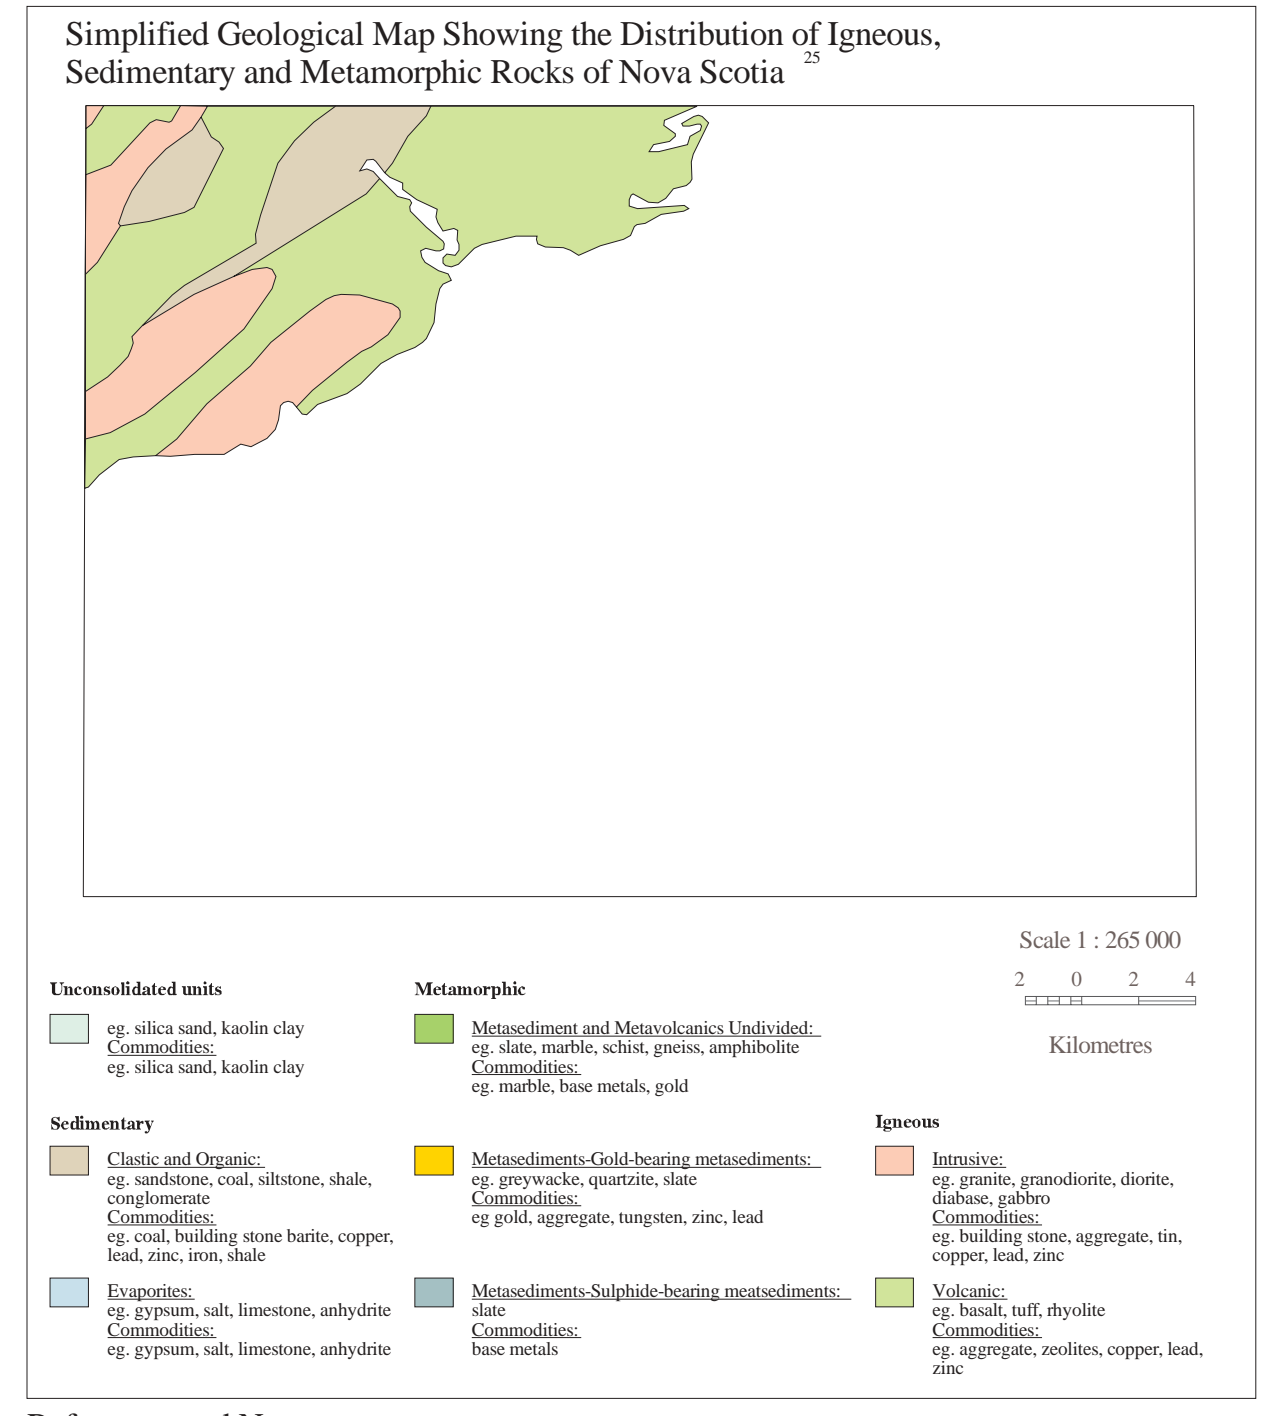 Simplified Geological Map Showing the Distribution of Igneous,
Sedimentary and Metamorphic Rocks of Nova Scotia 25
Scale 1 : 265 000
2 0 2 4
Kilometres
Unconsolidated units
eg. silica sand, kaolin clay
Commodities:
eg. silica sand, kaolin clay
Metamorphic
Metasediment and Metavolcanics Undivided:
eg. slate, marble, schist, gneiss, amphibolite
Commodities:
eg. marble, base metals, gold
Sedimentary
Clastic and Organic:
eg. sandstone, coal, siltstone, shale,
conglomerate
Commodities:
eg. coal, building stone barite, copper,
lead, zinc, iron, shale
Evaporites:
eg. gypsum, salt, limestone, anhydrite
Commodities:
eg. gypsum, salt, limestone, anhydrite
Metasediments-Gold-bearing metasediments:
eg. greywacke, quartzite, slate
Commodities:
eg gold, aggregate, tungsten, zinc, lead
Metasediments-Sulphide-bearing meatsediments:
slate
Commodities:
base metals
Igneous
Intrusive:
eg. granite, granodiorite, diorite,
diabase, gabbro
Commodities:
eg. building stone, aggregate, tin,
copper, lead, zinc
Volcanic:
eg. basalt, tuff, rhyolite
Commodities:
eg. aggregate, zeolites, copper, lead,
zinc